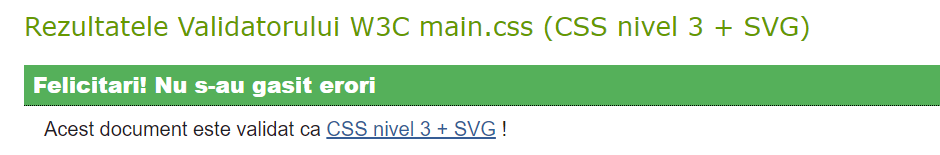 Rezultatele Validatorului W3C main.css (CSS nivel 3 + SVG)
Felicitari! Nu s-au gasit erori
Acest document este validat ca CSS nivel 3 + SVG !